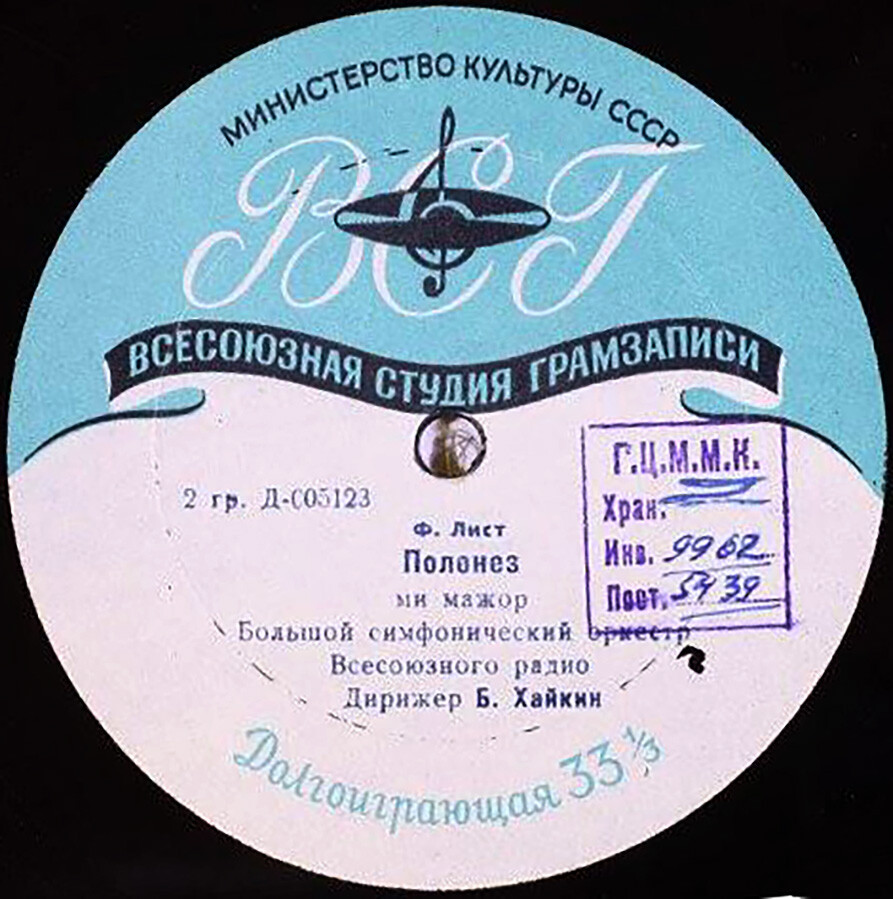 МИНИСТЕРСТВО КУЛЬТУРЫ СССР
ВСГ
ВСЕСОЮЗНАЯ СТУДИЯ ГРАМЗАПИСИ
2 гр. Д-005123
Ф. Лист
Полонез
ми мажор
Большой симфонический оркестр
Всесоюзного радио
Дирижер Б. Хайкин
Долгоиграющая 33 1/3
Г.Ц.М.М.К.
Хран.
Инв. 9962
Пост. 5439